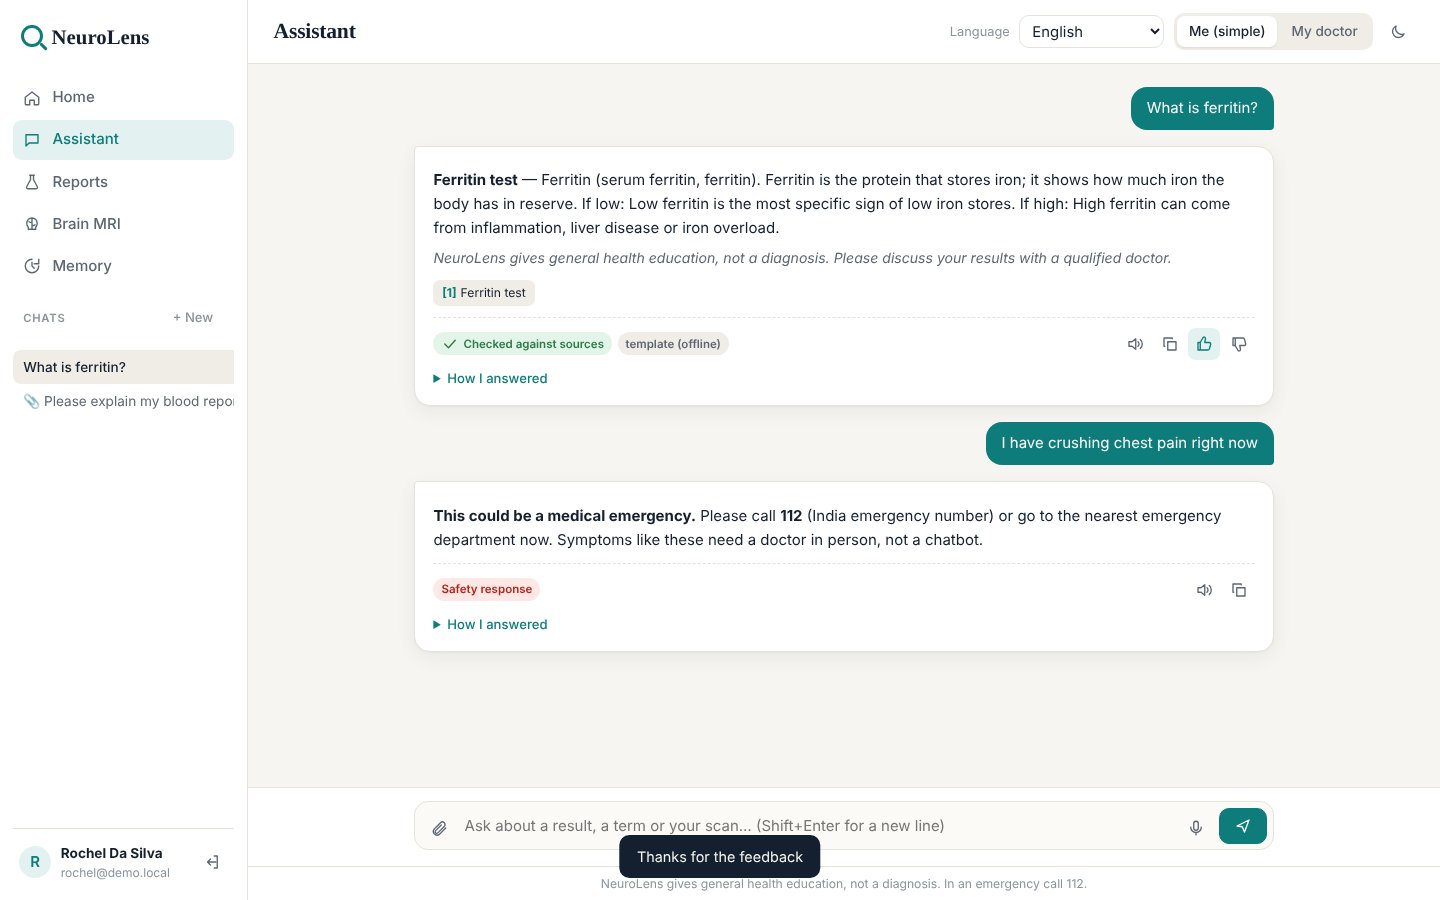 NeuroLens
Home
Assistant
Reports
Brain MRI
Memory
CHATS
+ New
What is ferritin?
📎 Please explain my blood repo
R
Rochel Da Silva
rochel@demo.local
Assistant
Language
English
Me (simple)
My doctor
What is ferritin?
Ferritin test — Ferritin (serum ferritin, ferritin). Ferritin is the protein that stores iron; it shows how much iron the
body has in reserve. If low: Low ferritin is the most specific sign of low iron stores. If high: High ferritin can come
from inflammation, liver disease or iron overload.
NeuroLens gives general health education, not a diagnosis. Please discuss your results with a qualified doctor.
[1] Ferritin test
Checked against sources
template (offline)
How I answered
I have crushing chest pain right now
This could be a medical emergency. Please call 112 (India emergency number) or go to the nearest emergency
department now. Symptoms like these need a doctor in person, not a chatbot.
Safety response
How I answered
Ask about a result, a term or your scan... (Shift+Enter for a new line)
Thanks for the feedback
NeuroLens gives general health education, not a diagnosis. In an emergency call 112.